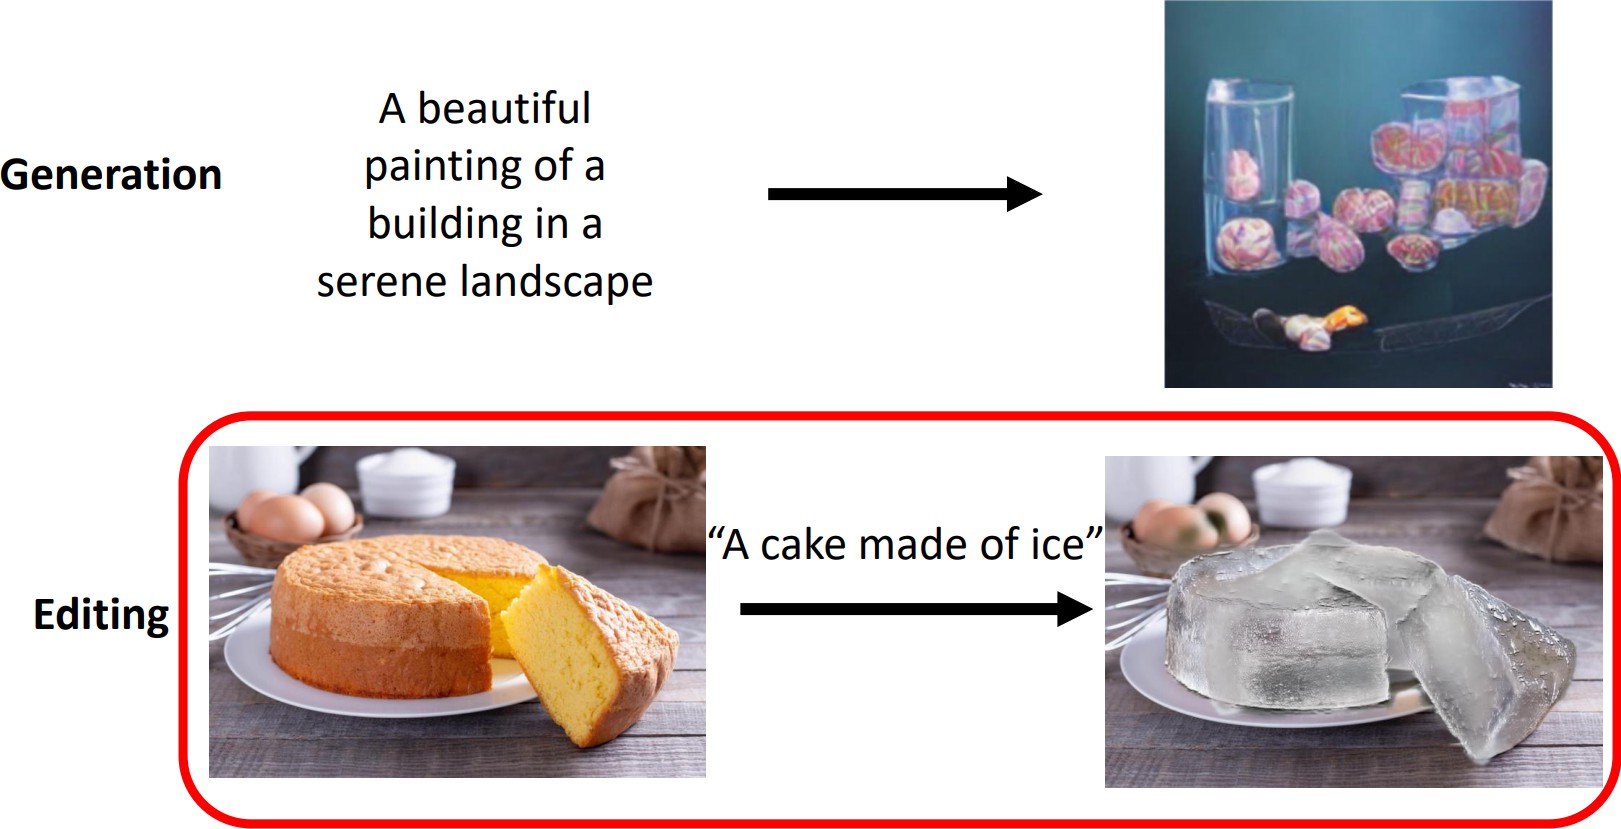 Generation
A beautiful
painting of a
building in a
serene landscape
Editing
“A cake made of ice”